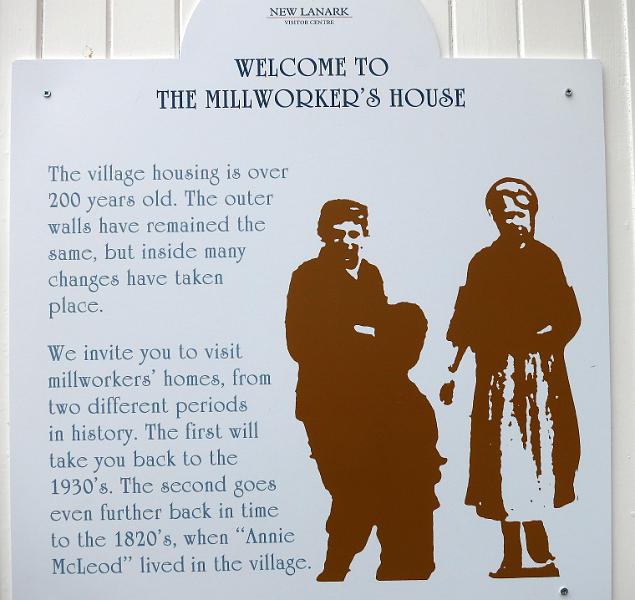 NEW LANARK
VISITOR CENTRE
WELCOME TO
THE MILLWORKER'S HOUSE
The village housing is over
200 years old. The outer
walls have remained the
same, but inside many
changes have taken
place.
We invite you to visit
millworkers' homes, from
two different periods
in history. The first will
take you back to the
1930's. The second goes
even further back in time
to the 1820's, when "Annie
McLeod" lived in the village.